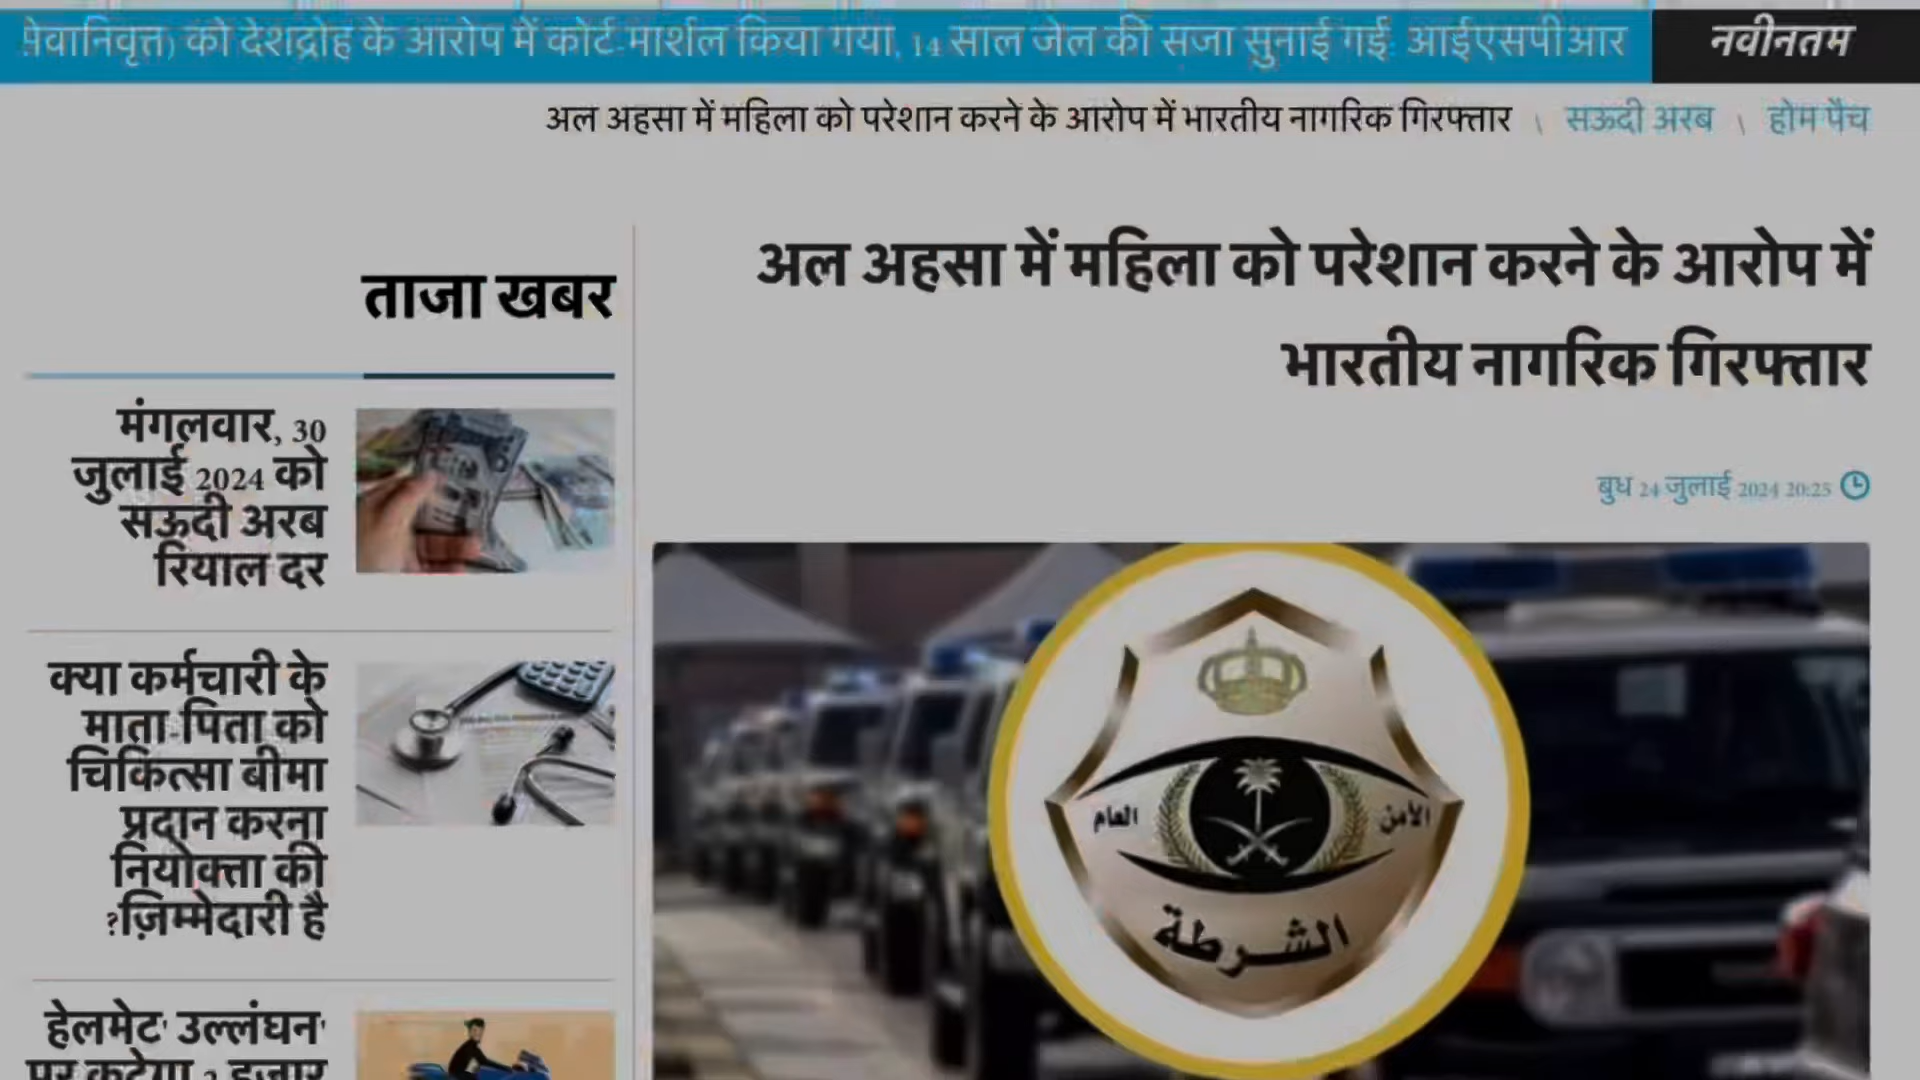 को देशद्रोह के आरोप में कोर्ट-मार्शल किया गया, 14 साल जेल की सजा सुनाई गई: आईएसपीआर
नवीनतम
अल अहसा में महिला को परेशान करने के आरोप में भारतीय नागरिक गिरफ्तार \ सऊदी अरब \ होम पैच
अल अहसा में महिला को परेशान करने के आरोप में
भारतीय नागरिक गिरफ्तार
बुध 24 जुलाई 2024 20:25
ताजा खबर
मंगलवार, 30
जुलाई 2024 को
सऊदी अरब
रियाल दर
क्या कर्मचारी के
माता-पिता को
चिकित्सा बीमा
प्रदान करना
नियोक्ता की
?ज़िम्मेदारी है
हेलमेट' उल्लंघन'
الأمن العام
الشرطة